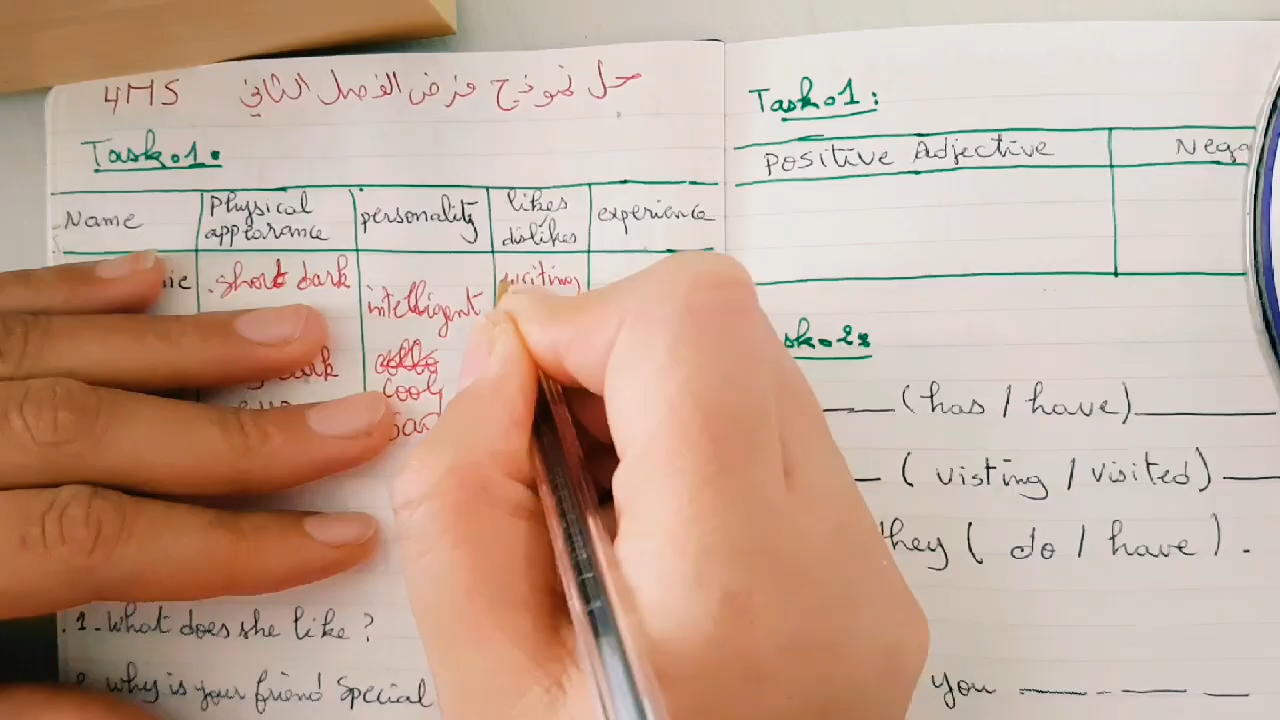 4MS حل نموذج فرض الفصل الثاني
Task.1.
Name
Physical appearance
personality
likes dislikes
experience
.short dark
intelligent
writing
dark
cool
1-What does she like ?
why is your friend Special
Task.1:
Positive Adjective
(has / have)
( visting / visited)
they ( do / have ) .
you